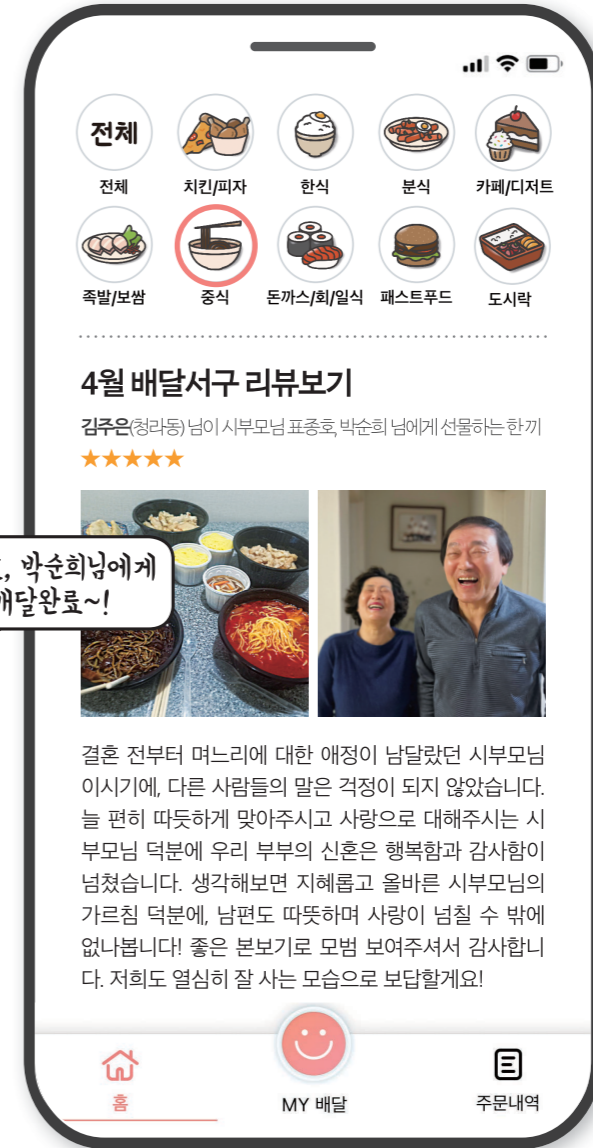 전체
전체 치킨/피자 한식 분식 카페/디저트
족발/보쌈 중식 돈까스/회/일식 패스트푸드 도시락
4월 배달서구 리뷰보기
김주은(청라동) 님이 시부모님 표종호, 박순희 님에게 선물하는 한 끼
★★★★★
, 박순희님에게
배달완료~!
결혼 전부터 며느리에 대한 애정이 남달랐던 시부모님
이시기에, 다른 사람들의 말은 걱정이 되지 않았습니다.
늘 편히 따듯하게 맞아주시고 사랑으로 대해주시는 시
부모님 덕분에 우리 부부의 신혼은 행복함과 감사함이
넘쳤습니다. 생각해보면 지혜롭고 올바른 시부모님의
가르침 덕분에, 남편도 따뜻하며 사랑이 넘칠 수 밖에
없나봅니다! 좋은 본보기로 모범 보여주셔서 감사합니
다. 저희도 열심히 잘 사는 모습으로 보답할게요!
홈 MY 배달 주문내역